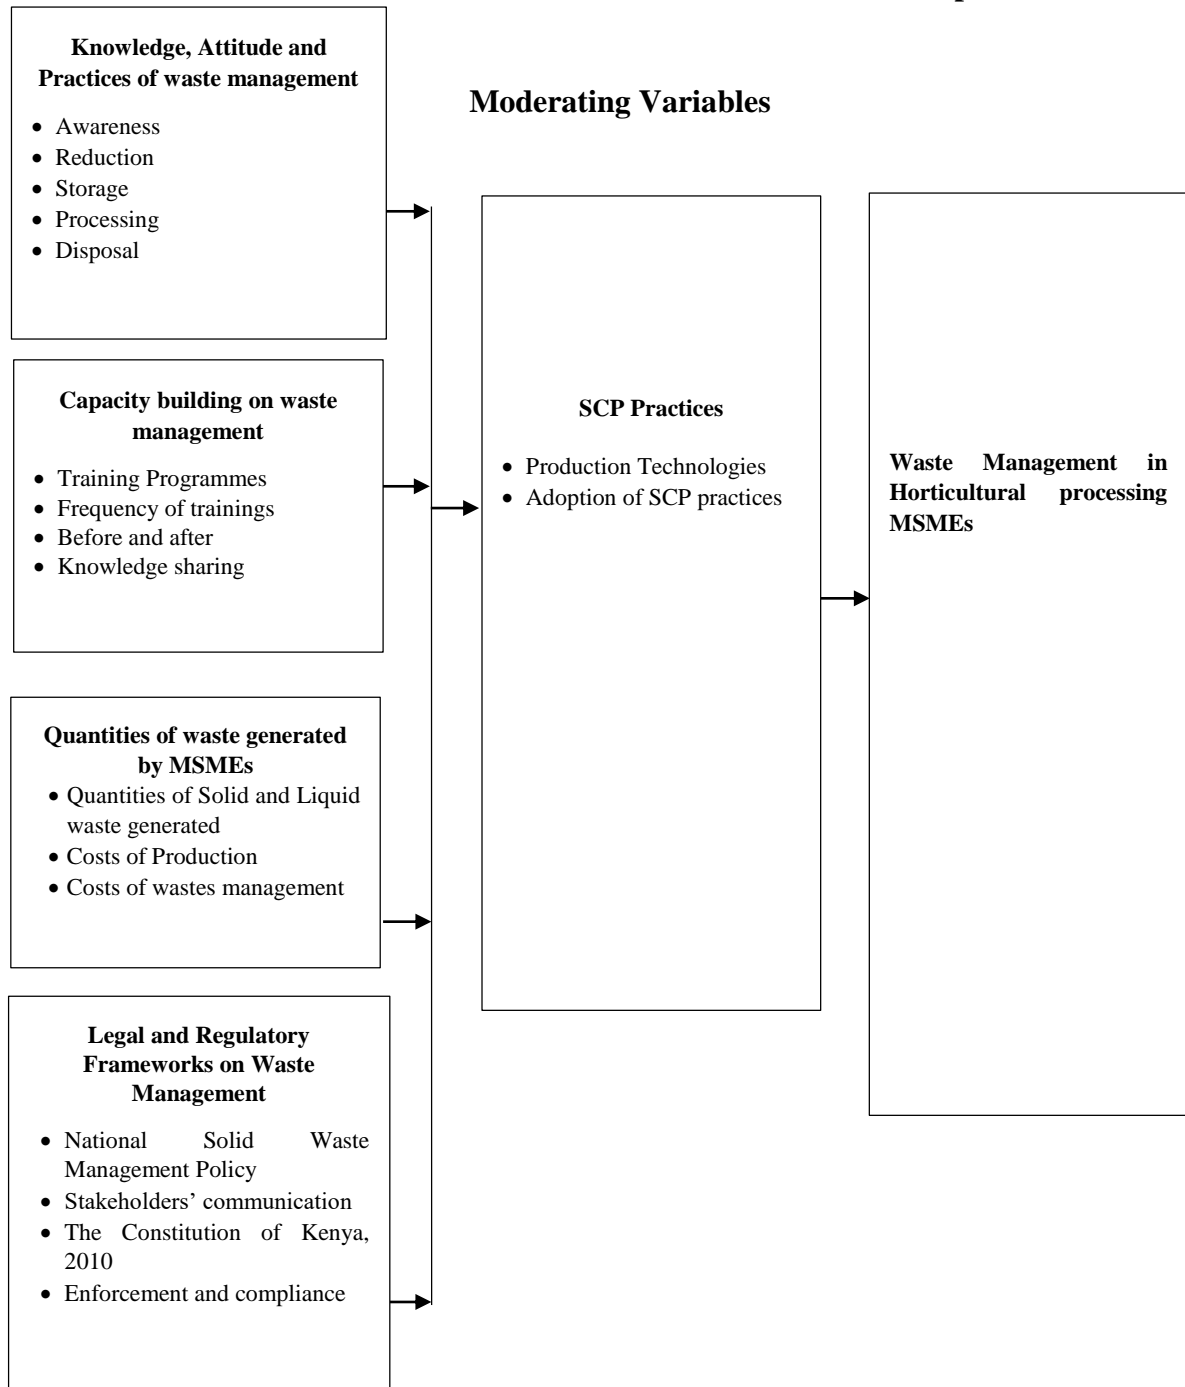 Knowledge, Attitude and
Practices of waste management
• Awareness
• Reduction
• Storage
• Processing
• Disposal
Moderating Variables
Capacity building on waste
management
• Training Programmes
• Frequency of trainings
• Before and after
• Knowledge sharing
SCP Practices
• Production Technologies
• Adoption of SCP practices
Waste Management in
Horticultural processing
MSMEs
Quantities of waste generated
by MSMEs
• Quantities of Solid and Liquid
waste generated
• Costs of Production
• Costs of wastes management
Legal and Regulatory
Frameworks on Waste
Management
• National Solid Waste
Management Policy
• Stakeholders’ communication
• The Constitution of Kenya,
2010
• Enforcement and compliance